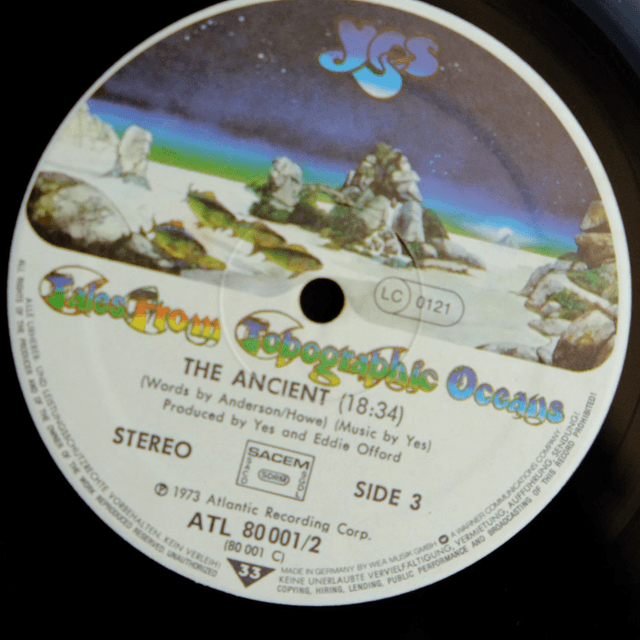 Yes
LC 0121
Tales From Topographic Oceans
THE ANCIENT (18:34)
(Words by Anderson/Howe) (Music by Yes)
Produced by Yes and Eddie Offord
STEREO
SACEM
SIDE 3
℗ 1973 Atlantic Recording Corp.
ATL 80 001/2
(80 001 C)
33
MADE IN GERMANY BY WEA MUSIK GMBH A WARNER COMMUNICATIONS COMPANY
KEINE UNERLAUBTE VERVIELFÄLTIGUNG, VERMIETUNG, AUFFÜHRUNG, SENDUNG!
COPYING, HIRING, LENDING, PUBLIC PERFORMANCE AND BROADCASTING OF THIS RECORD PROHIBITED!